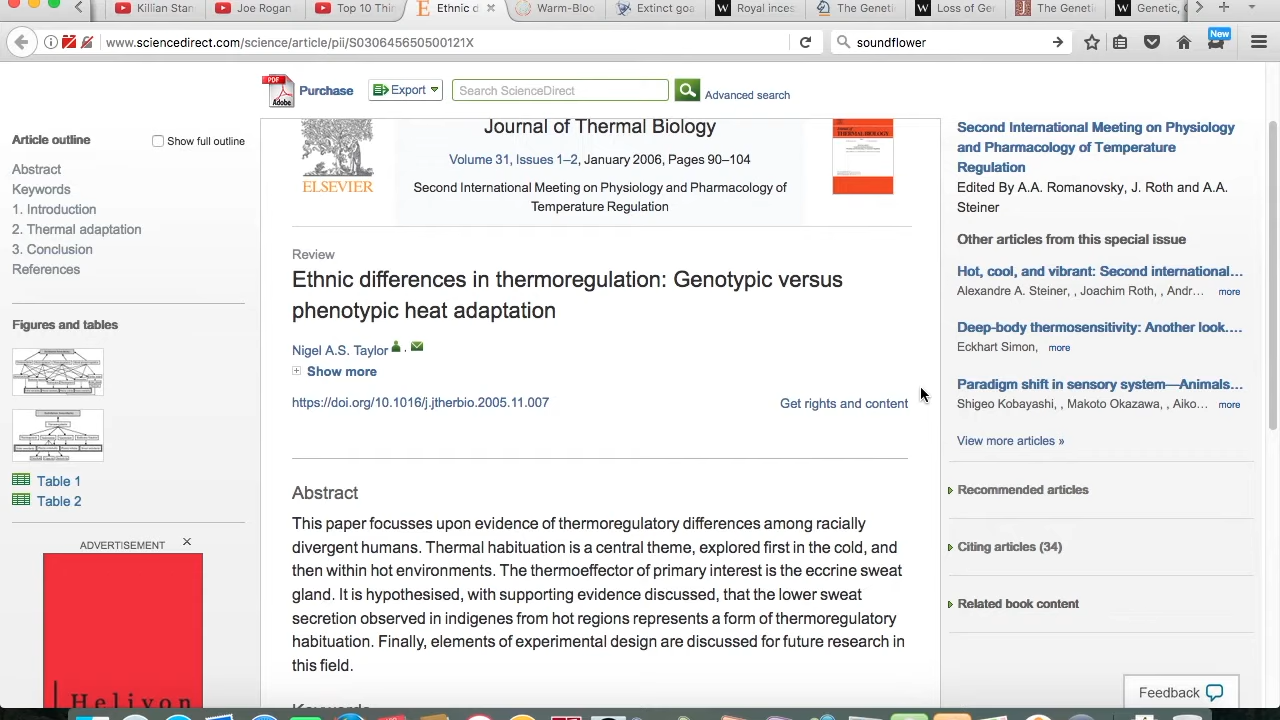 Killian Stan
Joe Rogan
Top 10 Thi
Ethnic d
Warm-Bloo
Extinct goa
Royal inces
The Geneti
Loss of Ger
The Geneti
Genetic,
www.sciencedirect.com/science/article/pii/S030645650500121X
soundflower
New
PDF
Adobe
Purchase
Export
Search ScienceDirect
Advanced search
Article outline
Show full outline
Abstract
Keywords
1. Introduction
2. Thermal adaptation
3. Conclusion
References
Figures and tables
Table 1
Table 2
ADVERTISEMENT
Helivon
ELSEVIER
Journal of Thermal Biology
Volume 31, Issues 1–2, January 2006, Pages 90–104
Second International Meeting on Physiology and Pharmacology of
Temperature Regulation
Review
Ethnic differences in thermoregulation: Genotypic versus
phenotypic heat adaptation
Nigel A.S. Taylor
Show more
https://doi.org/10.1016/j.jtherbio.2005.11.007
Get rights and content
Abstract
This paper focusses upon evidence of thermoregulatory differences among racially
divergent humans. Thermal habituation is a central theme, explored first in the cold, and
then within hot environments. The thermoeffector of primary interest is the eccrine sweat
gland. It is hypothesised, with supporting evidence discussed, that the lower sweat
secretion observed in indigenes from hot regions represents a form of thermoregulatory
habituation. Finally, elements of experimental design are discussed for future research in
this field.
Keywords
Second International Meeting on Physiology
and Pharmacology of Temperature
Regulation
Edited By A.A. Romanovsky, J. Roth and A.A.
Steiner
Other articles from this special issue
Hot, cool, and vibrant: Second international…
Alexandre A. Steiner, , Joachim Roth, , Andr… more
Deep-body thermosensitivity: Another look….
Eckhart Simon, more
Paradigm shift in sensory system—Animals…
Shigeo Kobayashi, , Makoto Okazawa, , Aiko… more
View more articles »
Recommended articles
Citing articles (34)
Related book content
Feedback